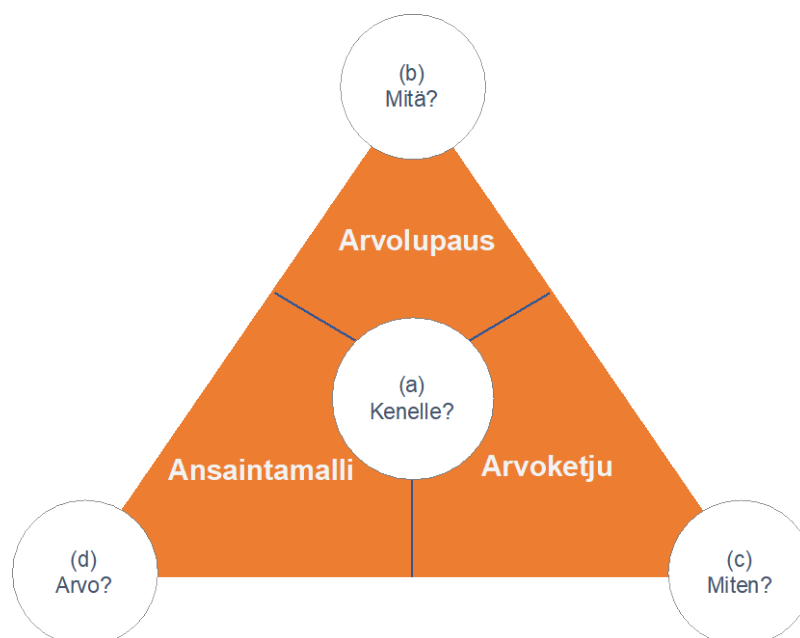 (b)
Mitä?
Arvolupaus
(a)
Kenelle?
Ansaintamalli
Arvoketju
(d)
Arvo?
(c)
Miten?